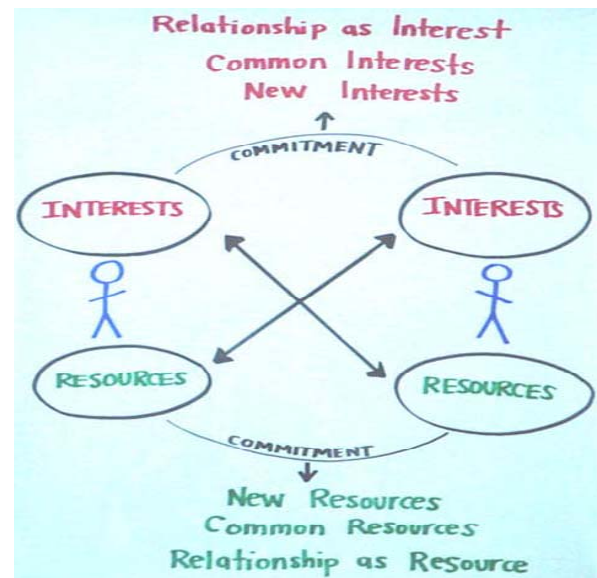 Relationship as Interest
Common Interests
New Interests
COMMITMENT
INTERESTS
INTERESTS
RESOURCES
RESOURCES
COMMITMENT
New Resources
Common Resources
Relationship as Resource